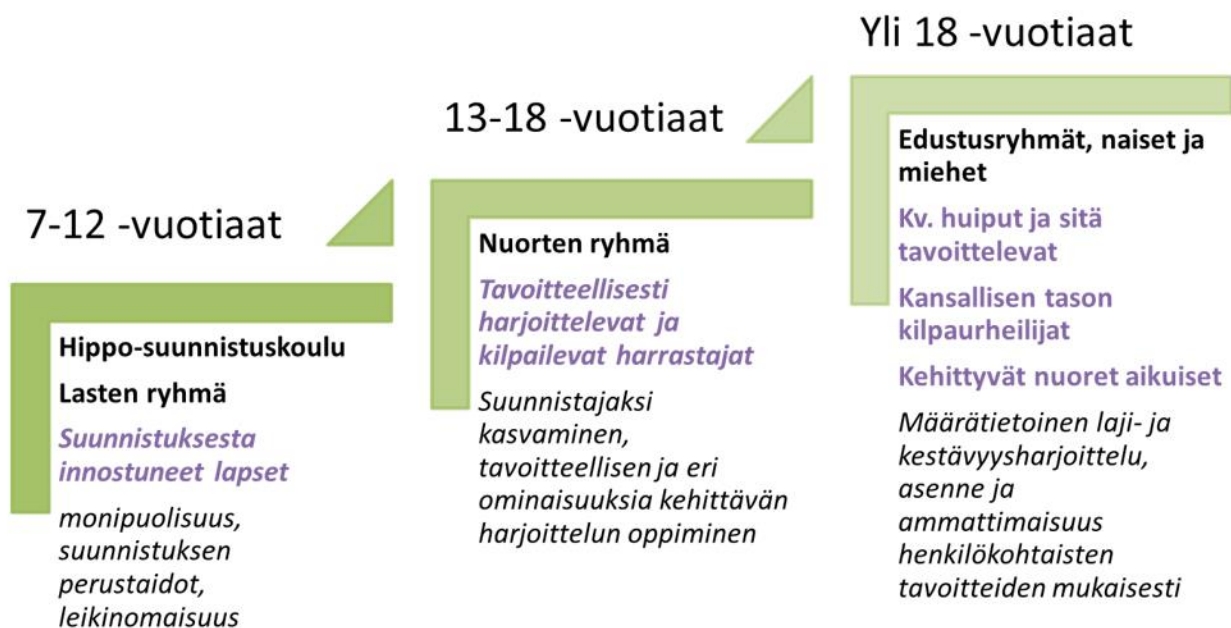 7-12 -vuotiaat
Hippo-suunnistuskoulu
Lasten ryhmä
Suunnistuksesta
innostuneet lapset
monipuolisuus,
suunnistuksen
perustaidot,
leikinomaisuus
13-18 -vuotiaat
Nuorten ryhmä
Tavoitteellisesti
harjoittelevat ja
kilpailevat harrastajat
Suunnistajaksi
kasvaminen,
tavoitteellisen ja eri
ominaisuuksia kehittävän
harjoittelun oppiminen
Yli 18 -vuotiaat
Edustusryhmät, naiset ja
miehet
Kv. huiput ja sitä
tavoittelevat
Kansallisen tason
kilpaurheilijat
Kehittyvät nuoret aikuiset
Määrätietoinen laji- ja
kestävyysharjoittelu,
asenne ja
ammattimaisuus
henkilökohtaisten
tavoitteiden mukaisesti